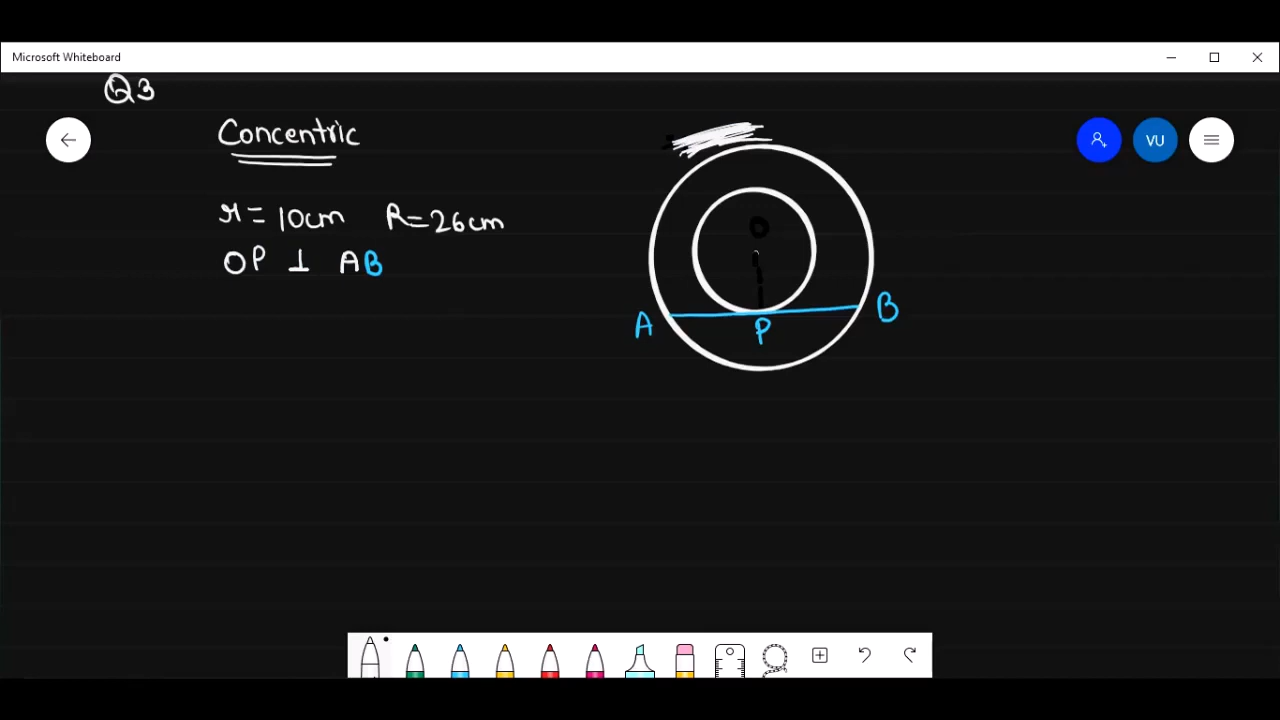 Microsoft Whiteboard
Q3
Concentric
VU
r = 10cm R = 26cm
OP ⊥ AB
O
A
P
B